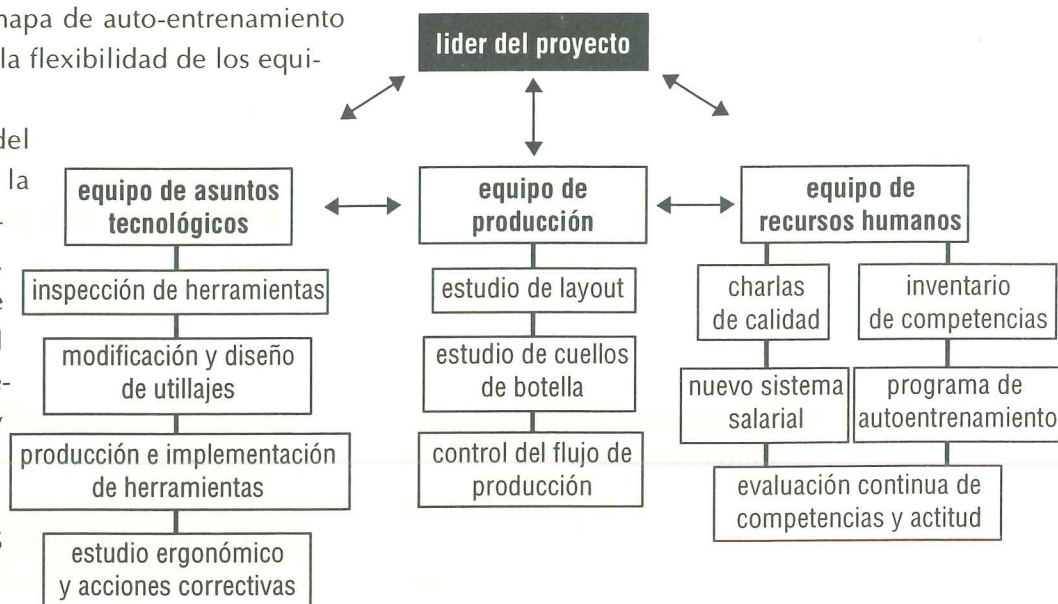 mapa de auto-entrenamiento
la flexibilidad de los equi-
del
la
lider del proyecto
equipo de asuntos
tecnológicos
inspección de herramientas
modificación y diseño
de utillajes
producción e implementación
de herramientas
estudio ergonómico
y acciones correctivas
equipo de
producción
estudio de layout
estudio de cuellos
de botella
control del flujo de
producción
equipo de
recursos humanos
charlas
de calidad
nuevo sistema
salarial
inventario
de competencias
programa de
autoentrenamiento
evaluación continua de
competencias y actitud